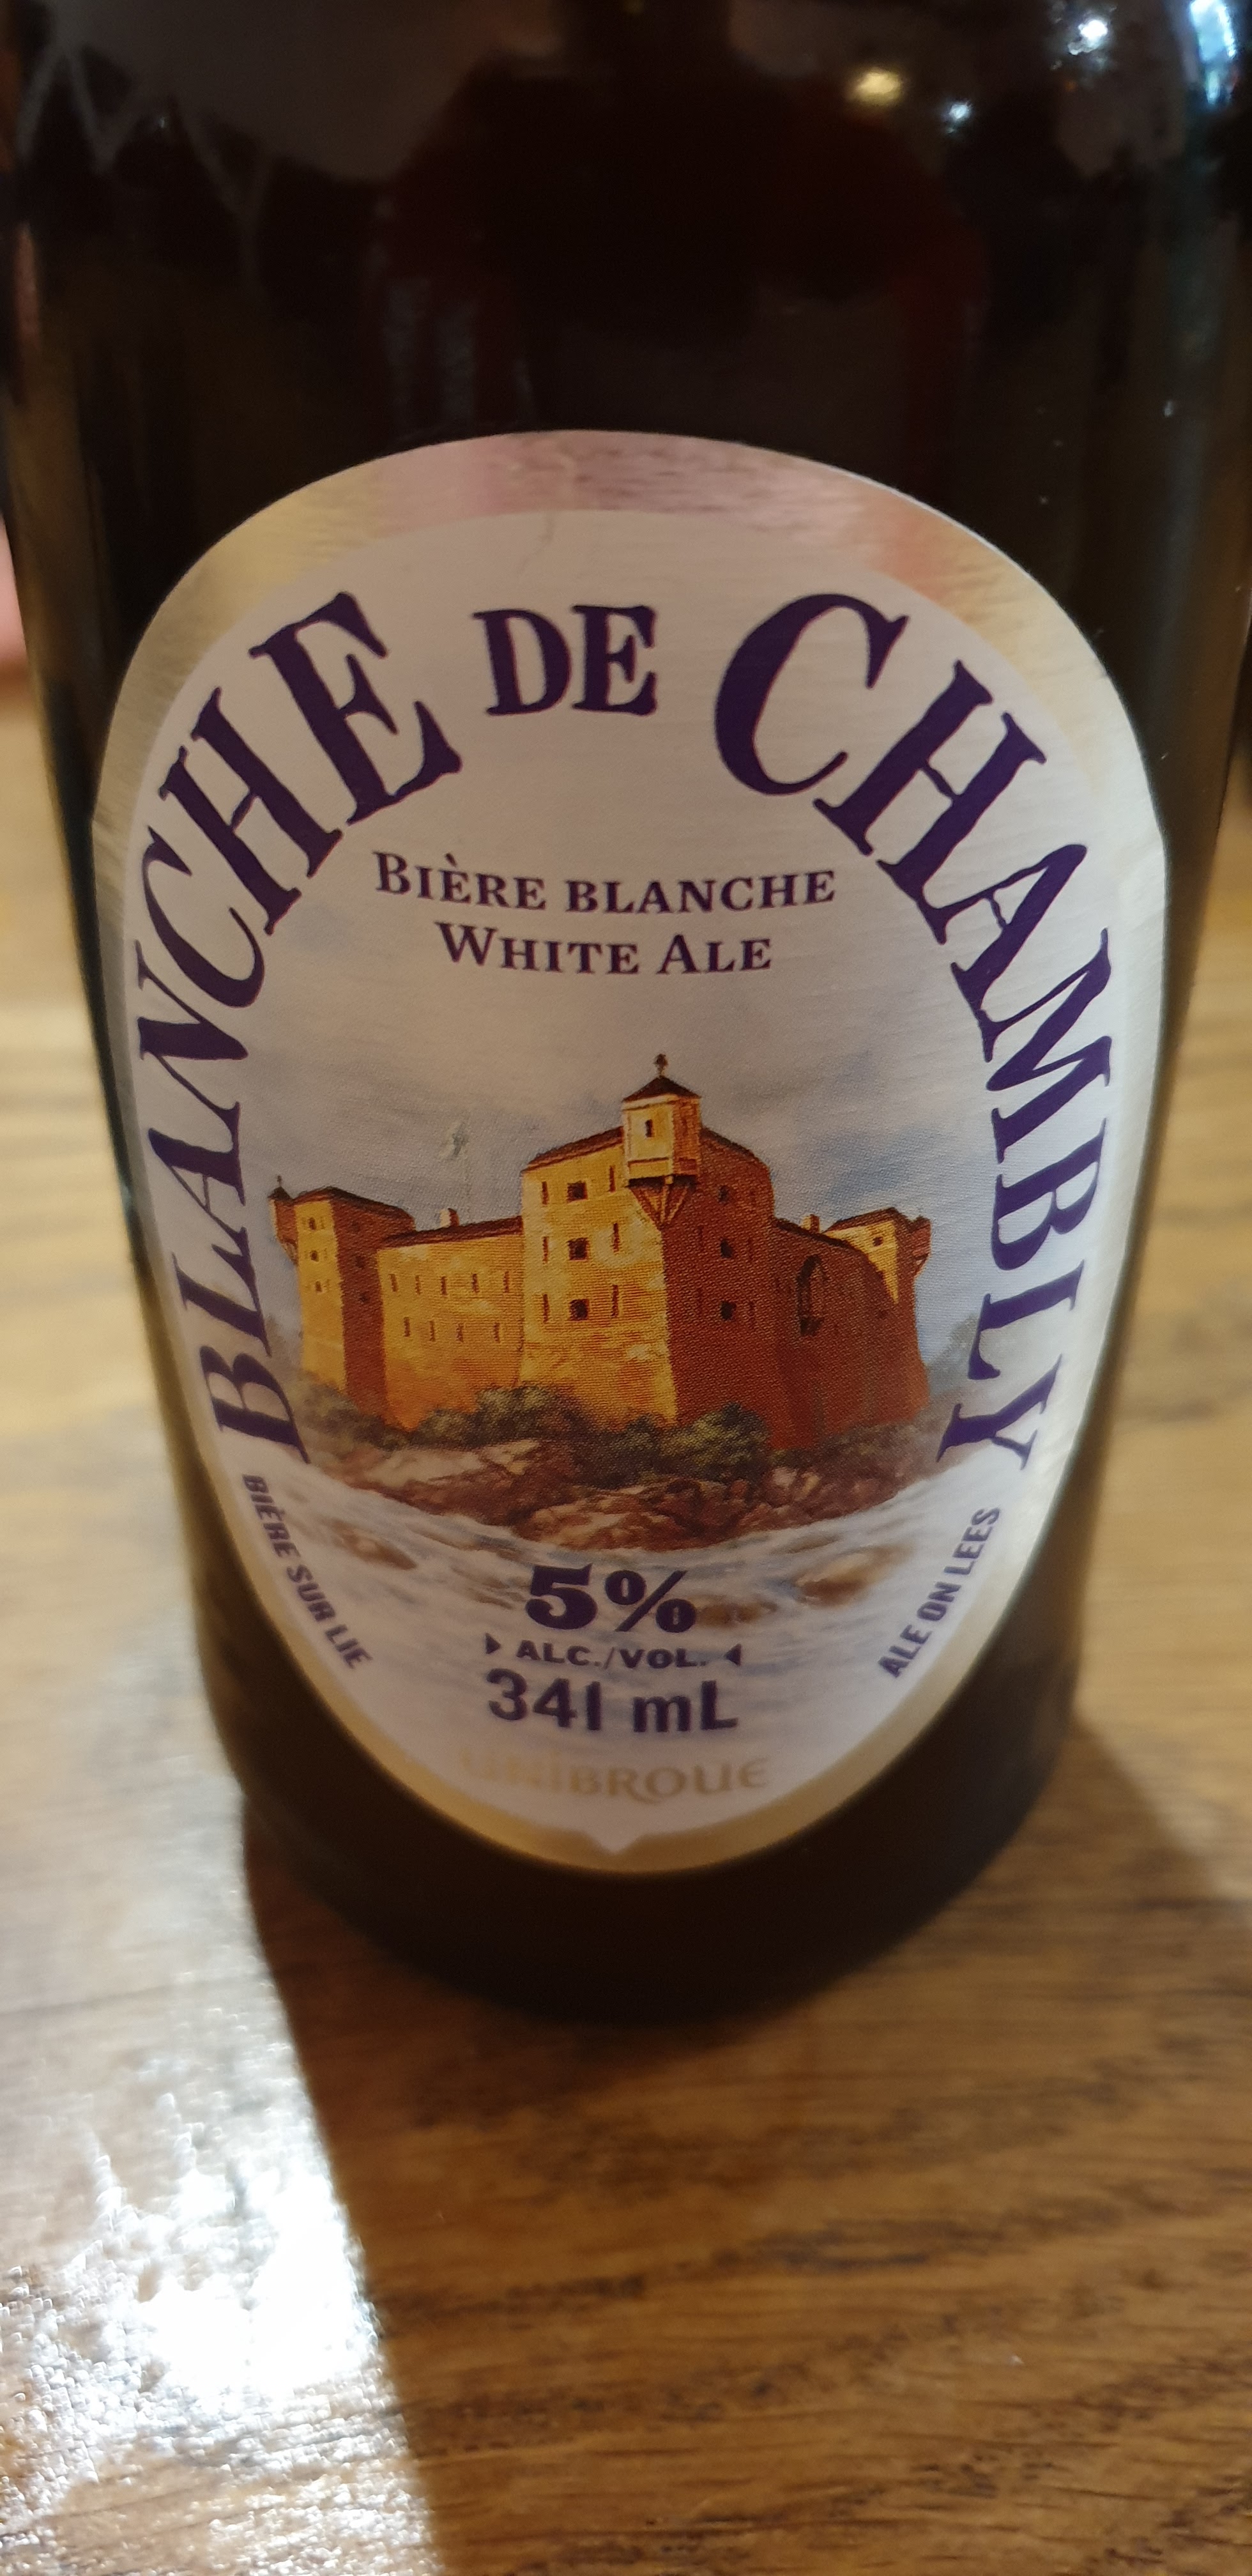 BLANCHE DE CHAMBLY
BIÈRE BLANCHE
WHITE ALE
BIÈRE SUR LIE
ALE ON LEES
5%
ALC./VOL.
341 mL
UNIBROUE